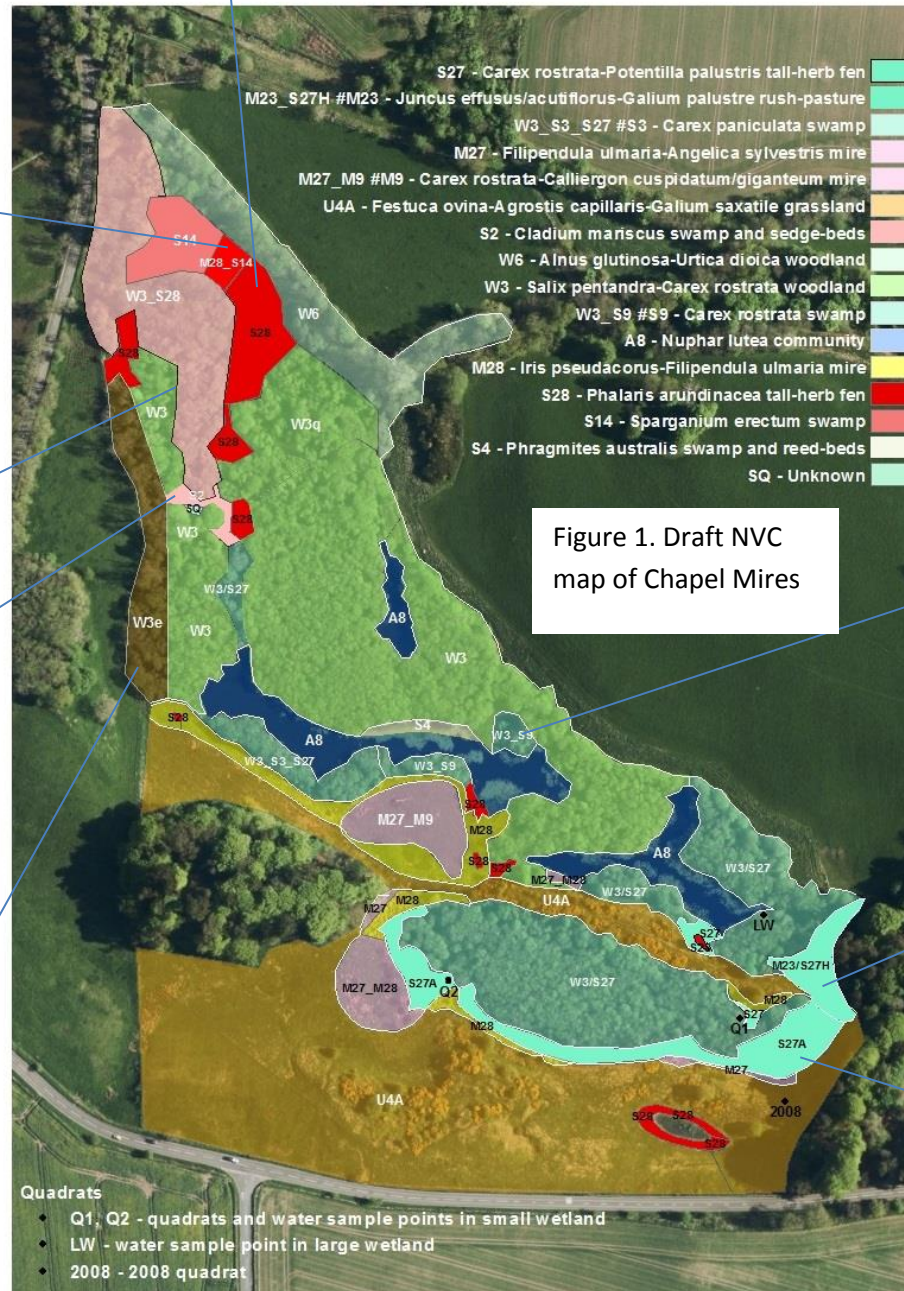 S27 - Carex rostrata-Potentilla palustris tall-herb fen
M23_S27H #M23 - Juncus effusus/acutiflorus-Galium palustre rush-pasture
W3_S3_S27 #S3 - Carex paniculata swamp
M27 - Filipendula ulmaria-Angelica sylvestris mire
M27_M9 #M9 - Carex rostrata-Calliergon cuspidatum/giganteum mire
U4A - Festuca ovina-Agrostis capillaris-Galium saxatile grassland
S2 - Cladium mariscus swamp and sedge-beds
W6 - Alnus glutinosa-Urtica dioica woodland
W3 - Salix pentandra-Carex rostrata woodland
W3_S9 #S9 - Carex rostrata swamp
A8 - Nuphar lutea community
M28 - Iris pseudacorus-Filipendula ulmaria mire
S28 - Phalaris arundinacea tall-herb fen
S14 - Sparganium erectum swamp
S4 - Phragmites australis swamp and reed-beds
SQ - Unknown
Figure 1. Draft NVC
map of Chapel Mires
S14
M28_S14
W3_S28
W6
S28
S28
W3
W3q
S28
S2
SQ
S28
W3
W3/S27
A8
W3e
W3
W3
S28
A8
S4
W3_S9
W3_S3_S27
W3_S9
S28
M27_M9
M28
A8
S28
S28
M27_M28
W3/S27
W3/S27
M28
M27
U4A
S27
S28
LW
M27_M28
S27A
W3/S27
M23/S27H
Q2
M28
M28
S27
Q1
S27A
M27
U4A
2008
S28
S28
Quadrats
Q1, Q2 - quadrats and water sample points in small wetland
LW - water sample point in large wetland
2008 - 2008 quadrat